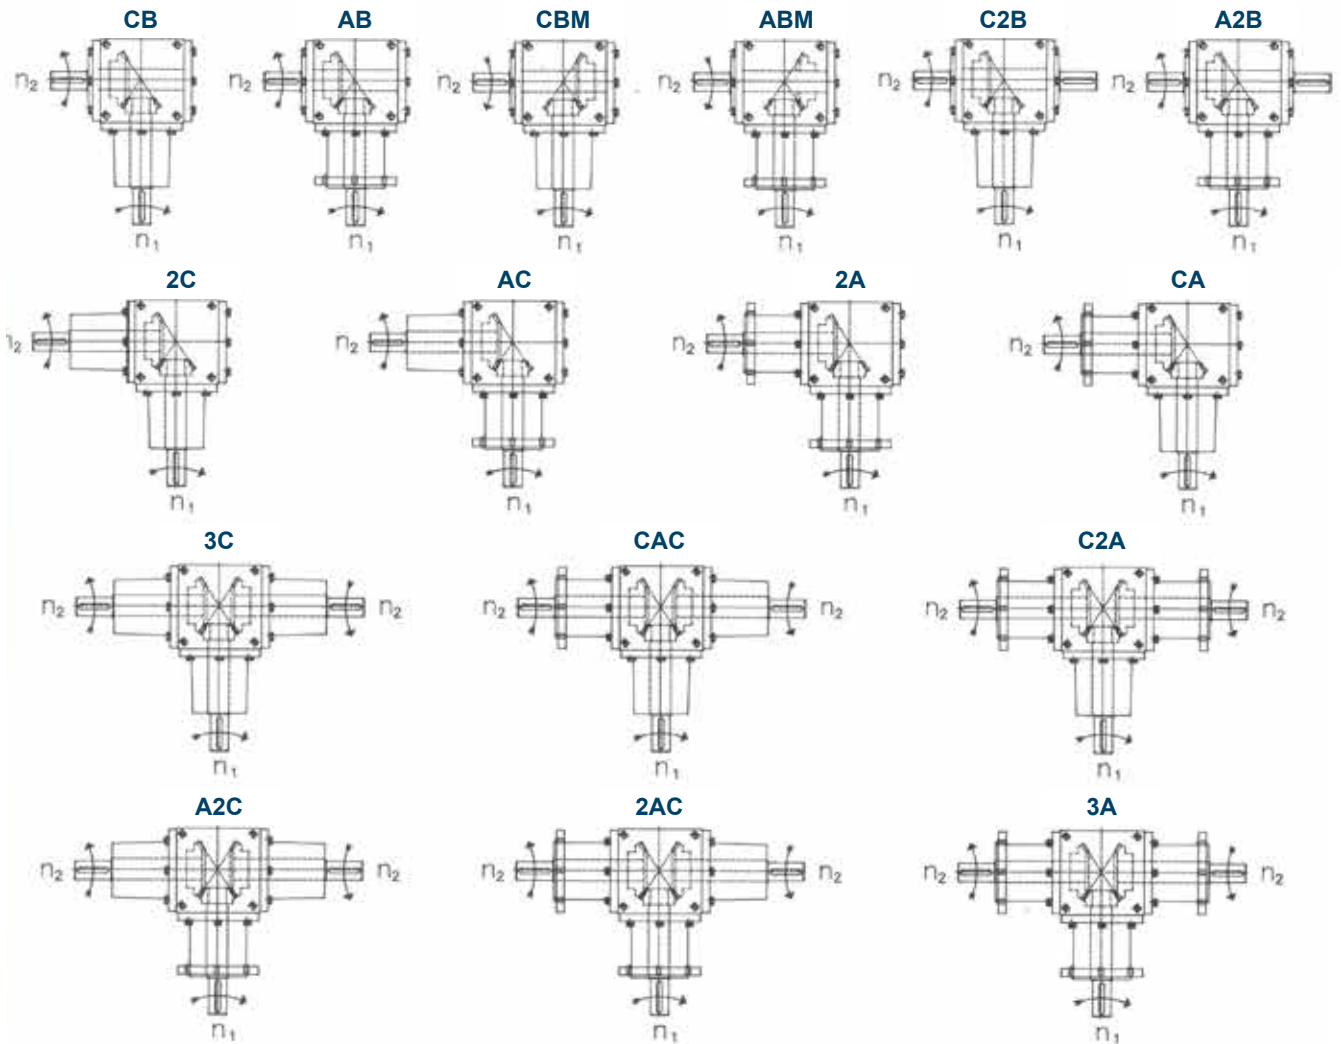 CB AB CBM ABM C2B A2B
n₂ n₂ n₂ n₂ n₂ n₂
n₁ n₁ n₁ n₁ n₁ n₁
2C AC 2A CA
n₂ n₂ n₂ n₂
n₁ n₁ n₁ n₁
3C CAC C2A
n₂ n₂ n₂ n₂ n₂ n₂
n₁ n₁ n₁
A2C 2AC 3A
n₂ n₂ n₂ n₂ n₂ n₂
n₁ n₁ n₁